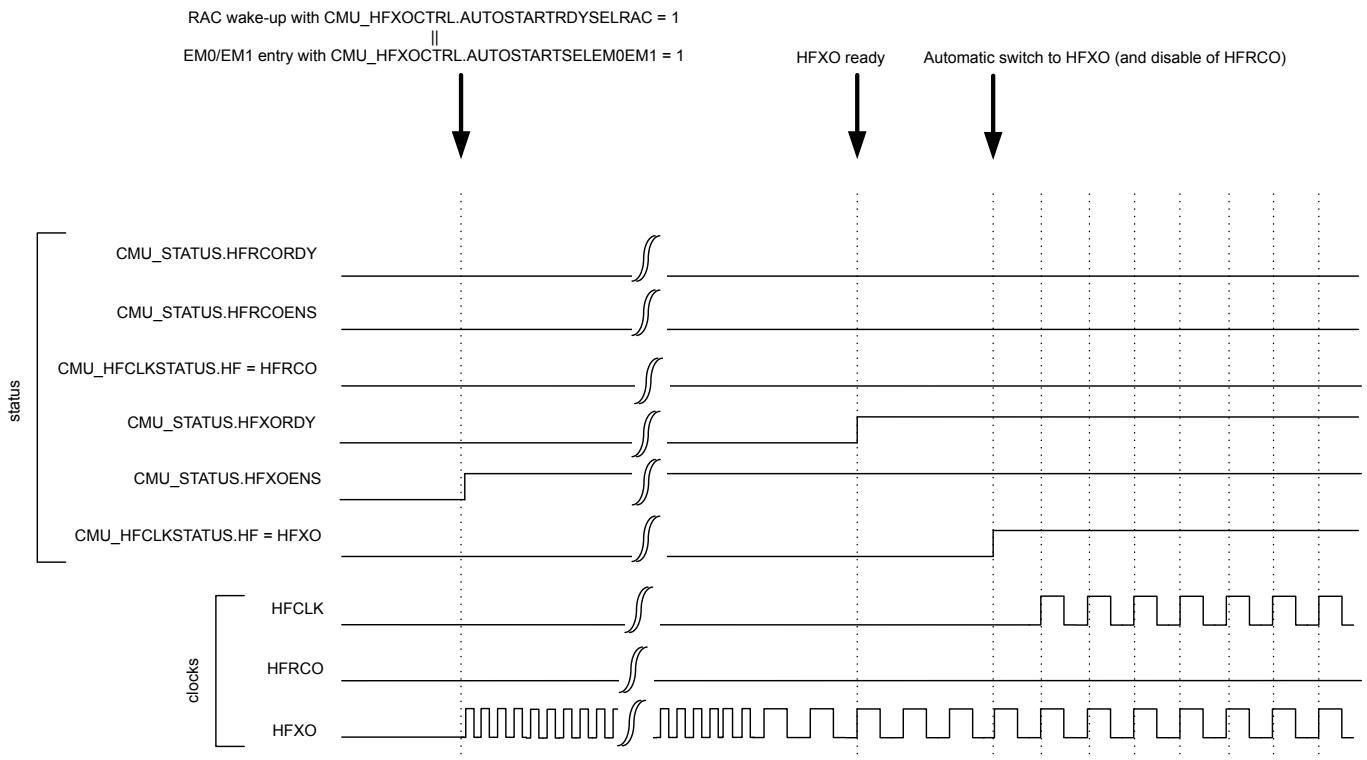 RAC wake-up with CMU_HFXOCTRL.AUTOSTARTRDYSELRAC = 1
||
EM0/EM1 entry with CMU_HFXOCTRL.AUTOSTARTSELEM0EM1 = 1
HFXO ready
Automatic switch to HFXO (and disable of HFRCO)
status
CMU_STATUS.HFRCORDY
CMU_STATUS.HFRCOENS
CMU_HFCLKSTATUS.HF = HFRCO
CMU_STATUS.HFXORDY
CMU_STATUS.HFXOENS
CMU_HFCLKSTATUS.HF = HFXO
clocks
HFCLK
HFRCO
HFXO